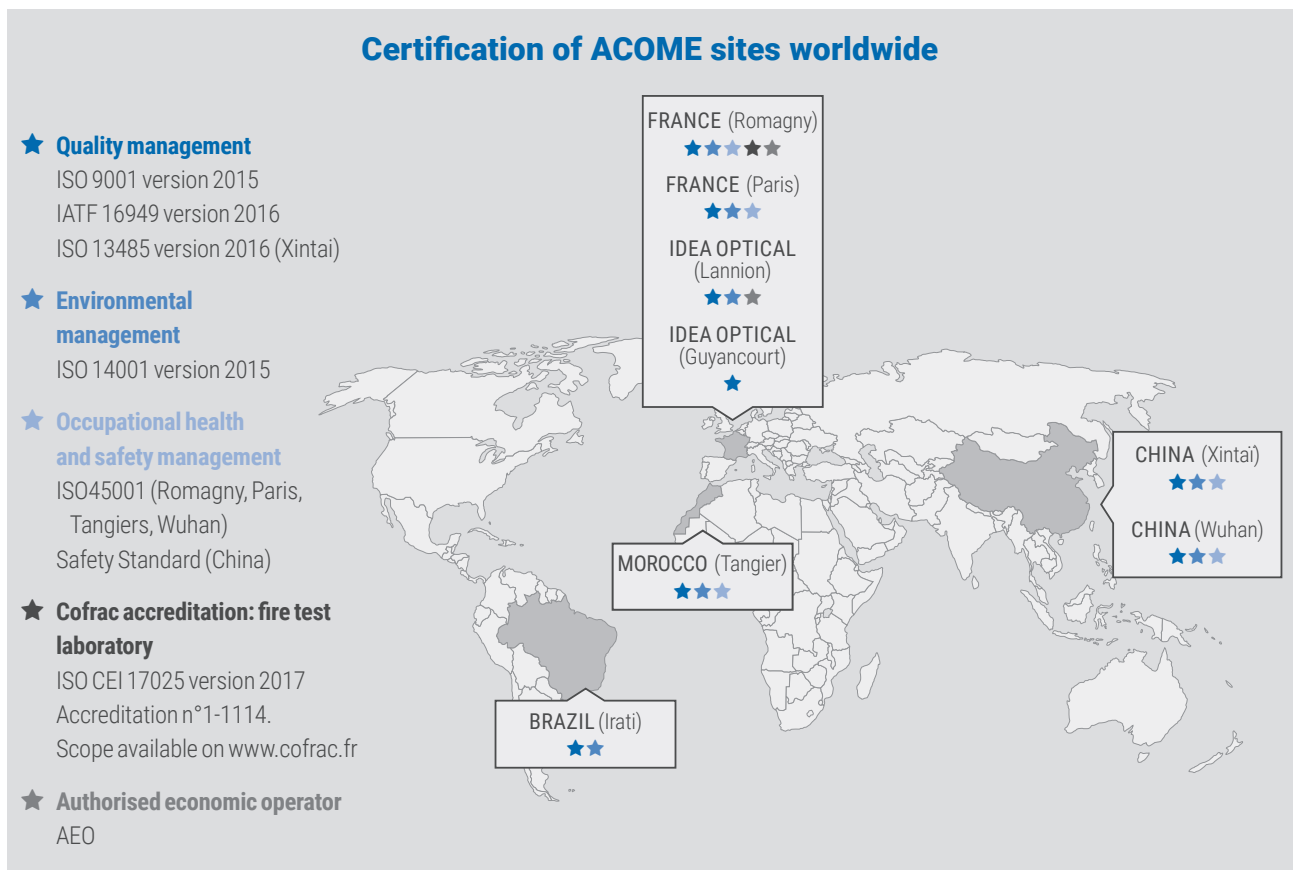 Certification of ACOME sites worldwide
Quality management
ISO 9001 version 2015
IATF 16949 version 2016
ISO 13485 version 2016 (Xintai)
Environmental
management
ISO 14001 version 2015
Occupational health
and safety management
ISO45001 (Romagny, Paris,
Tangiers, Wuhan)
Safety Standard (China)
Cofrac accreditation: fire test
laboratory
ISO CEI 17025 version 2017
Accreditation n°1-1114.
Scope available on www.cofrac.fr
Authorised economic operator
AEO
FRANCE (Romagny)
FRANCE (Paris)
IDEA OPTICAL
(Lannion)
IDEA OPTICAL
(Guyancourt)
CHINA (Xintaï)
CHINA (Wuhan)
MOROCCO (Tangier)
BRAZIL (Irati)